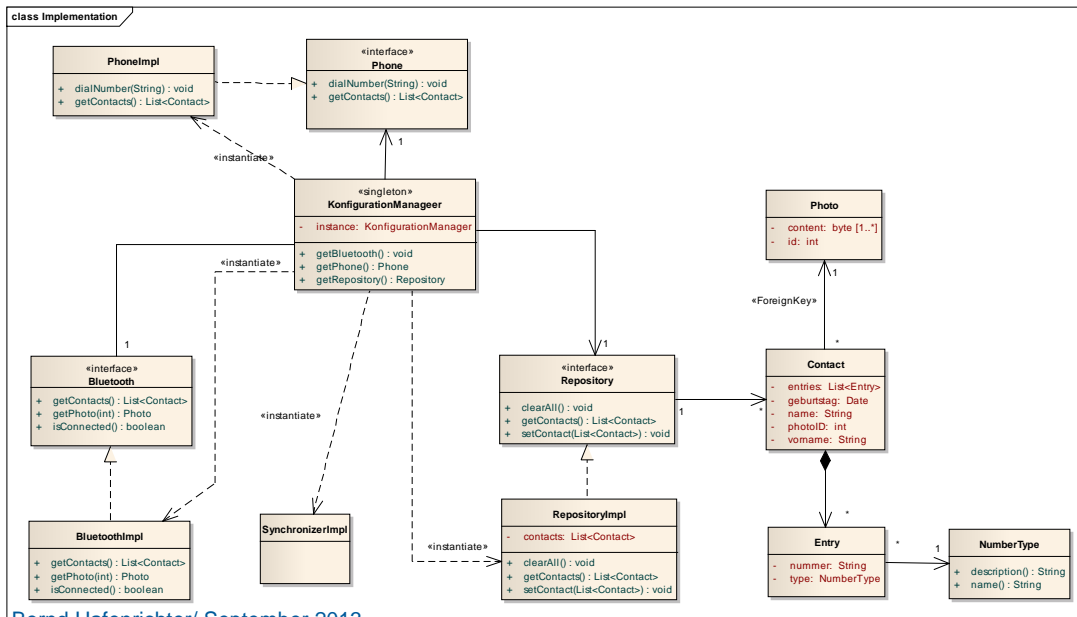 class Implementation
PhoneImpl
+ dialNumber(String) : void
+ getContacts() : List<Contact>
«interface»
Phone
+ dialNumber(String) : void
+ getContacts() : List<Contact>
1
«instantiate»
«singleton»
KonfigurationManageer
- instance: KonfigurationManager
+ getBluetooth() : void
+ getPhone() : Phone
+ getRepository() : Repository
«instantiate»
Photo
- content: byte [1..*]
- id: int
1
«ForeignKey»
*
1
«interface»
Bluetooth
+ getContacts() : List<Contact>
+ getPhoto(int) : Photo
+ isConnected() : boolean
1
«interface»
Repository
+ clearAll() : void
+ getContacts() : List<Contact>
+ setContact(List<Contact>) : void
1
*
Contact
- entries: List<Entry>
- geburtstag: Date
- name: String
- photoID: int
- vorname: String
«instantiate»
*
BluetoothImpl
+ getContacts() : List<Contact>
+ getPhoto(int) : Photo
+ isConnected() : boolean
SynchronizerImpl
«instantiate»
RepositoryImpl
- contacts: List<Contact>
+ clearAll() : void
+ getContacts() : List<Contact>
+ setContact(List<Contact>) : void
Entry
- nummer: String
- type: NumberType
*
1
NumberType
+ description() : String
+ name() : String